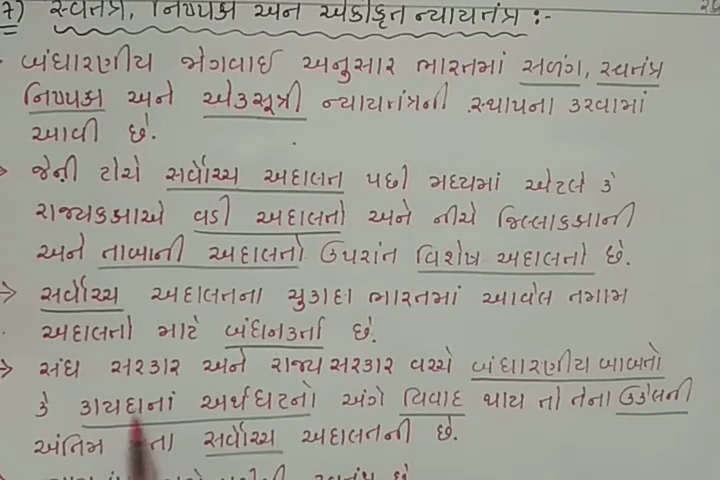 7) સ્વતંત્ર, નિષ્પક્ષ અને એકીકૃત ન્યાયતંત્ર :-
બંધારણીય જોગવાઈ અનુસાર ભારતમાં સળંગ, સ્વતંત્ર
નિષ્પક્ષ અને એકસૂત્રી ન્યાયતંત્રની સ્થાપના કરવામાં
આવી છે.
જેની ટોચે સર્વોચ્ચ અદાલત પછી મધ્યમાં એટલે કે
રાજ્યકક્ષાએ વડી અદાલતો અને નીચે જિલ્લાકક્ષાની
અને તાબાની અદાલતો ઉપરાંત વિશેષ અદાલતો છે.
→ સર્વોચ્ચ અદાલતના ચુકાદા ભારતમાં આવેલ તમામ
અદાલતો માટે બંધનકર્તા છે.
→ સંઘ સરકાર અને રાજ્ય સરકાર વચ્ચે બંધારણીય બાબતો
કે કાયદાનાં અર્થઘટનો અંગે વિવાદ થાય તો તેના ઉકેલની
અંતિમ સર્વોચ્ચ અદાલતની છે.